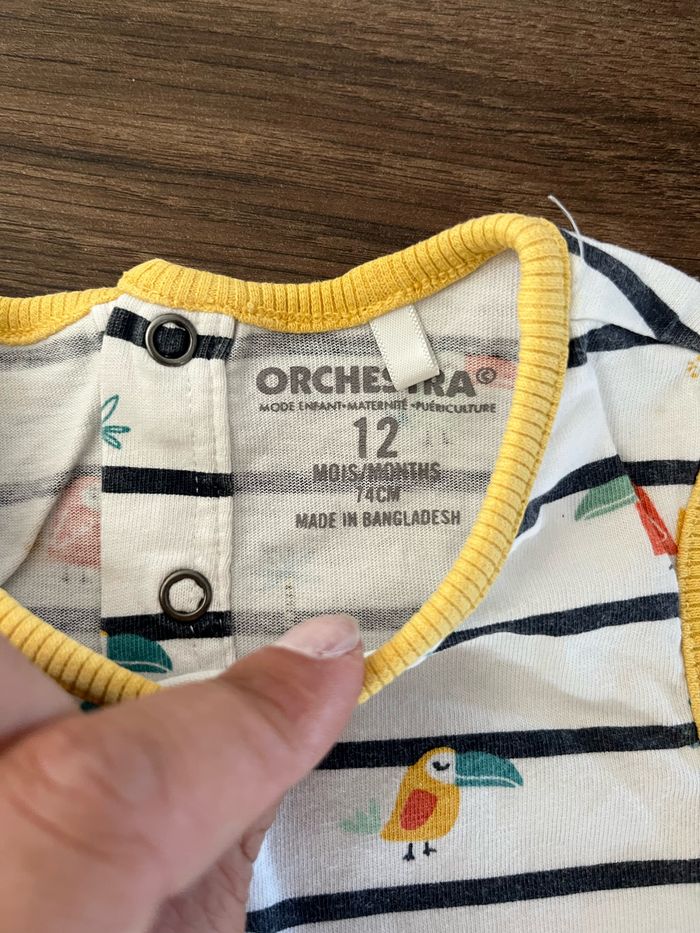 ORCHESTRA©
MODE ENFANT•MATERNITÉ•PUÉRICULTURE
12
MOIS/MONTHS
74CM
MADE IN BANGLADESH